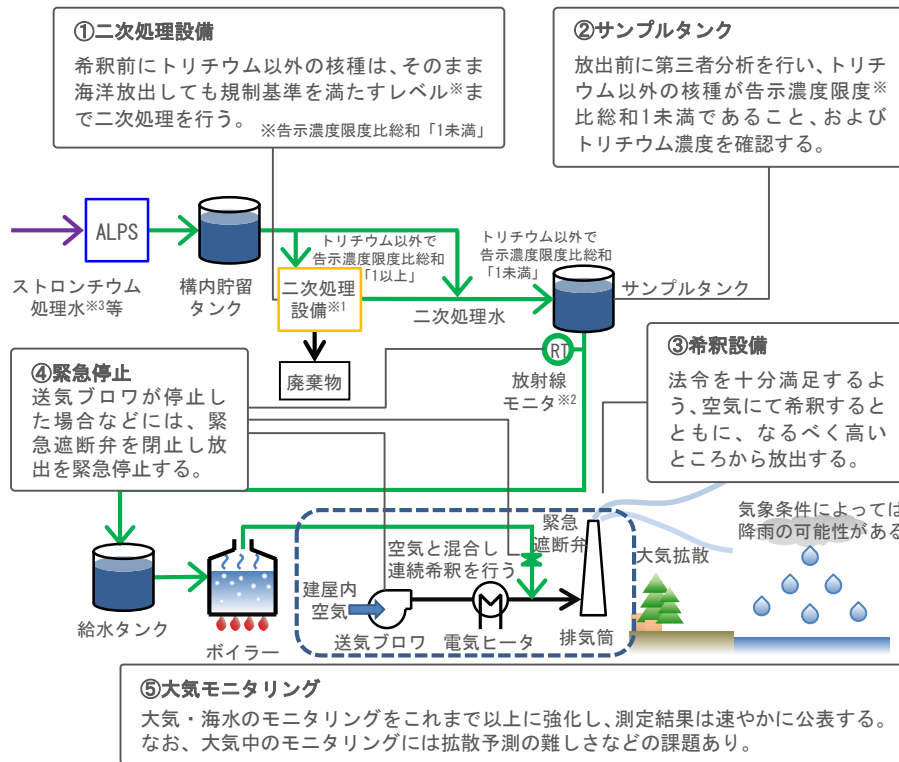 ①二次処理設備
希釈前にトリチウム以外の核種は、そのまま
海洋放出しても規制基準を満たすレベル※ま
で二次処理を行う。
※告示濃度限度比総和「1未満」
②サンプルタンク
放出前に第三者分析を行い、トリチ
ウム以外の核種が告示濃度限度※
比総和1未満であること、および
トリチウム濃度を確認する。
ALPS
ストロンチウム
処理水※3等
構内貯留
タンク
トリチウム以外で
告示濃度限度比総和
「1以上」
トリチウム以外で
告示濃度限度比総和
「1未満」
二次処理
設備※1
二次処理水
サンプルタンク
廃棄物
RT
放射線
モニタ※2
③希釈設備
法令を十分満足するよ
う、空気にて希釈すると
ともに、なるべく高い
ところから放出する。
④緊急停止
送気ブロワが停止し
た場合などには、緊
急遮断弁を閉止し放
出を緊急停止する。
気象条件によっては
降雨の可能性がある
緊急
遮断弁
大気拡散
空気と混合し
連続希釈を行う
建屋内
空気
給水タンク
ボイラー
送気ブロワ
電気ヒータ
排気筒
⑤大気モニタリング
大気・海水のモニタリングをこれまで以上に強化し、測定結果は速やかに公表する。
なお、大気中のモニタリングには拡散予測の難しさなどの課題あり。